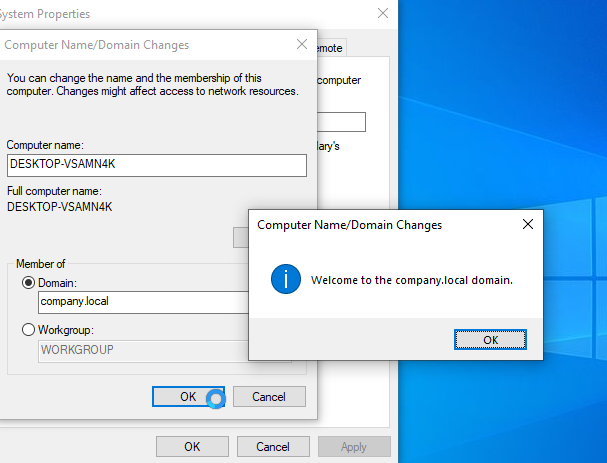 System Properties
Computer Name/Domain Changes
emote
You can change the name and the membership of this
computer. Changes might affect access to network resources.
computer
Computer name:
DESKTOP-VSAMN4K
lary's
Full computer name:
DESKTOP-VSAMN4K
Computer Name/Domain Changes
Welcome to the company.local domain.
OK
Member of
Domain:
company.local
Workgroup:
WORKGROUP
OK
Cancel
OK
Cancel
Apply